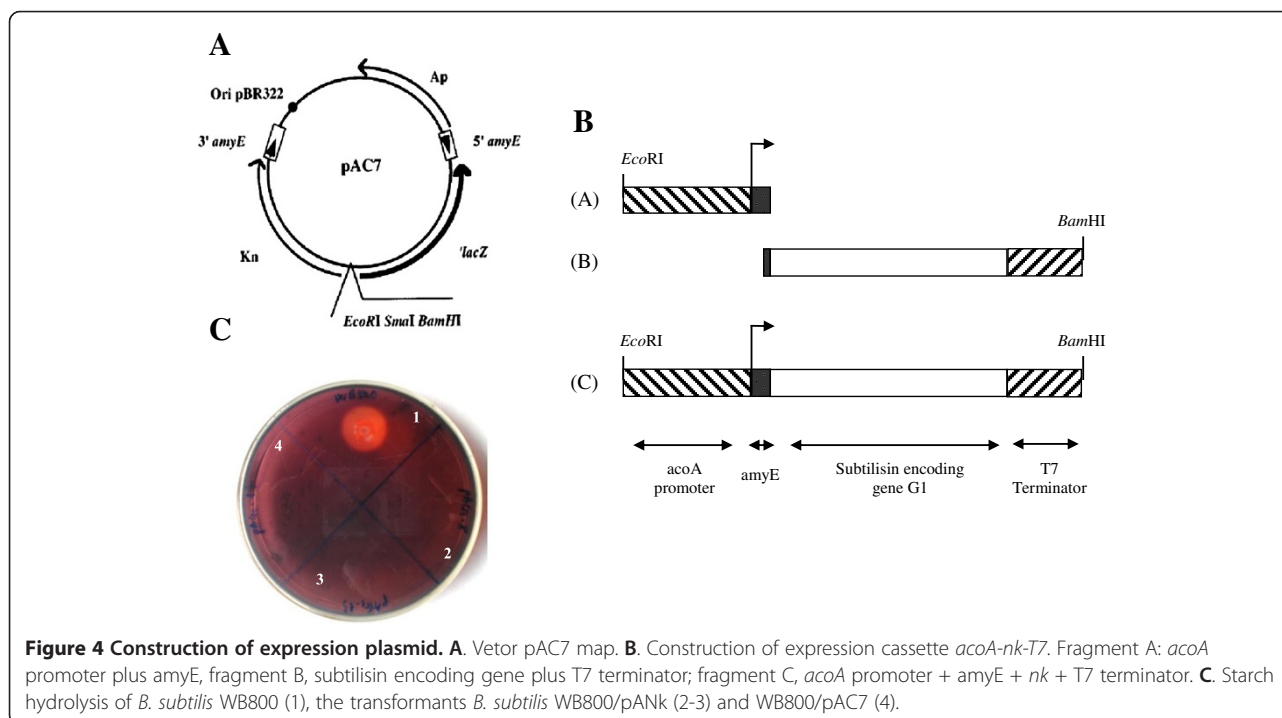 A
Ap
Ori pBR322
3' amyE
5' amyE
pAC7
Kn
'lacZ
EcoRI SmaI BamHI
B
EcoRI
(A)
BamHI
(B)
EcoRI
BamHI
(C)
acoA
promoter
amyE
Subtilisin encoding
gene G1
T7
Terminator
C
WB800
1
4
2
3
Figure 4 Construction of expression plasmid. A. Vetor pAC7 map. B. Construction of expression cassette acoA-nk-T7. Fragment A: acoA
promoter plus amyE, fragment B, subtilisin encoding gene plus T7 terminator; fragment C, acoA promoter + amyE + nk + T7 terminator. C. Starch
hydrolysis of B. subtilis WB800 (1), the transformants B. subtilis WB800/pANk (2-3) and WB800/pAC7 (4).